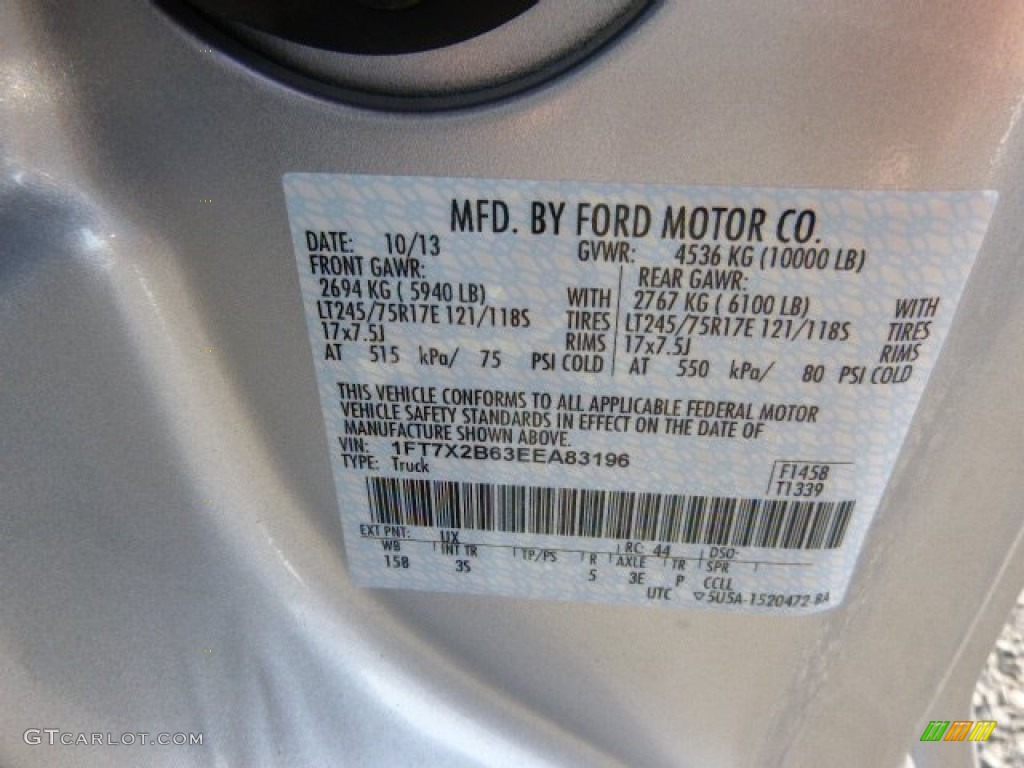 MFD. BY FORD MOTOR CO.
DATE: 10/13 GVWR: 4536 KG (10000 LB)
FRONT GAWR: REAR GAWR:
2694 KG ( 5940 LB) WITH 2767 KG ( 6100 LB) WITH
LT245/75R17E 121/118S TIRES LT245/75R17E 121/118S TIRES
17x7.5J RIMS 17x7.5J RIMS
AT 515 kPa/ 75 PSI COLD AT 550 kPa/ 80 PSI COLD
THIS VEHICLE CONFORMS TO ALL APPLICABLE FEDERAL MOTOR
VEHICLE SAFETY STANDARDS IN EFFECT ON THE DATE OF
MANUFACTURE SHOWN ABOVE.
VIN: 1FT7X2B63EEA83196
TYPE: Truck
F1458
T1339
EXT PNT: UX RC: 44 DSO:
WB INT TR TP/PS R AXLE TR SPR
158 3S 5 3E P CCLL
UTC ▽5U5A-1520472-BA
GTCARLOT.COM